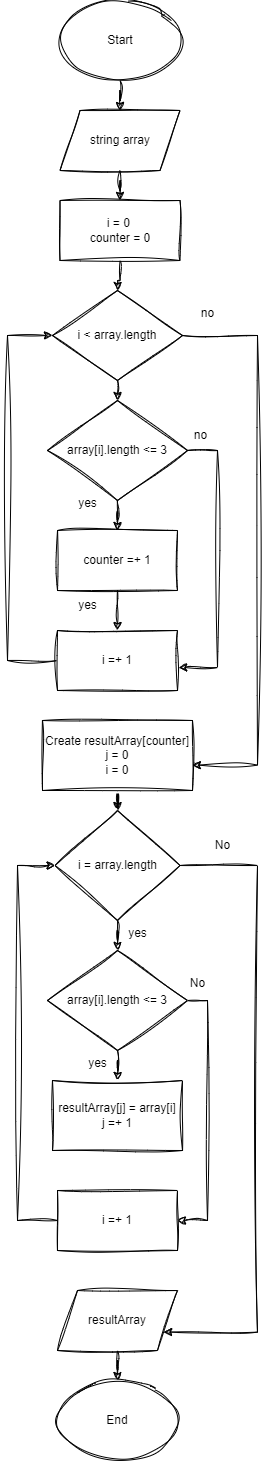 Start
string array
i = 0
counter = 0
i < array.length
no
array[i].length <= 3
no
yes
counter =+ 1
yes
i =+ 1
Create resultArray[counter]
j = 0
i = 0
i = array.length
No
yes
array[i].length <= 3
No
yes
resultArray[j] = array[i]
j =+ 1
i =+ 1
resultArray
End